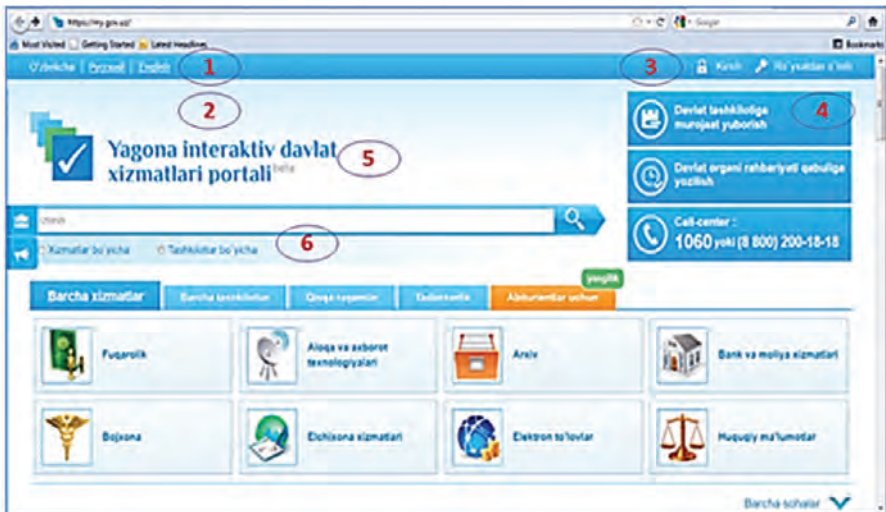 https://my.gov.uz/
Google
Most Visited Getting Started Latest Headlines
Bookmarks
O'zbekcha | Русский | English
1
3
Kirish Ro'yxatdan o'tish
2
4
Davlat tashkilotiga
murojaat yuborish
Yagona interaktiv davlat
xizmatlari portali beta
5
Davlat organi rahbariyati qabuliga
yozilish
Call-center :
1060 yoki (8 800) 200-18-18
Xizmatlar bo'yicha Tashkilotlar bo'yicha
6
yangilik
Barcha xizmatlar Barcha tashkilotlar Qisqa raqamlar Abiturientlar uchun
Fuqarolik
Aloqa va axborot
texnologiyalari
Arxiv
Bank va moliya xizmatlari
Bojxona
Elchixona xizmatlari
Elektron to'lovlar
Huquqiy ma'lumotlar
Barcha sohalar